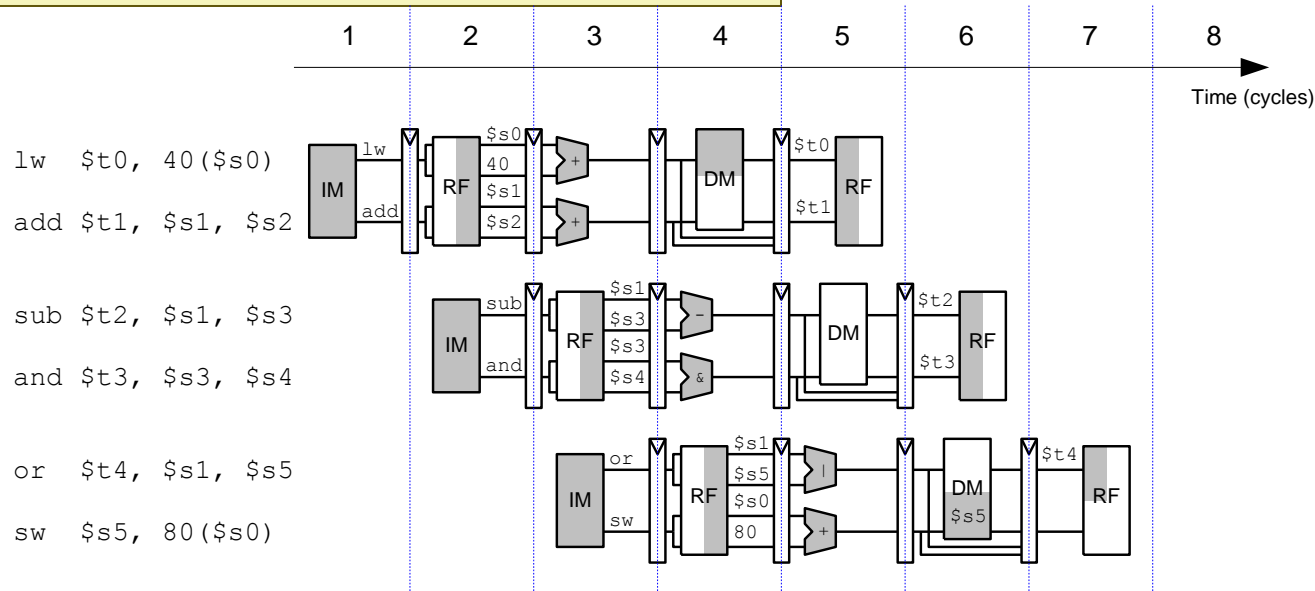 1 2 3 4 5 6 7 8
Time (cycles)
lw $t0, 40($s0)
add $t1, $s1, $s2
IM
lw
add
RF
$s0
40
$s1
$s2
+
+
DM
$t0
$t1
RF
sub $t2, $s1, $s3
and $t3, $s3, $s4
IM
sub
and
RF
$s1
$s3
$s3
$s4
-
&
DM
$t2
$t3
RF
or $t4, $s1, $s5
sw $s5, 80($s0)
IM
or
sw
RF
$s1
$s5
$s0
80
|
+
DM
$s5
$t4
RF